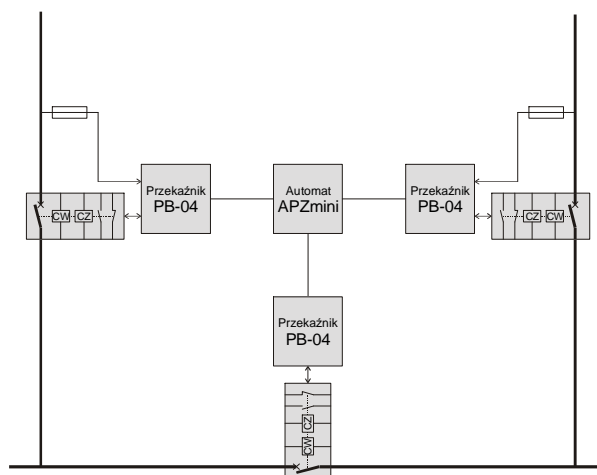 Przekaźnik
PB-04
Automat
APZmini
Przekaźnik
PB-04
CW CZ
CZ CW
Przekaźnik
PB-04
CZ
CW